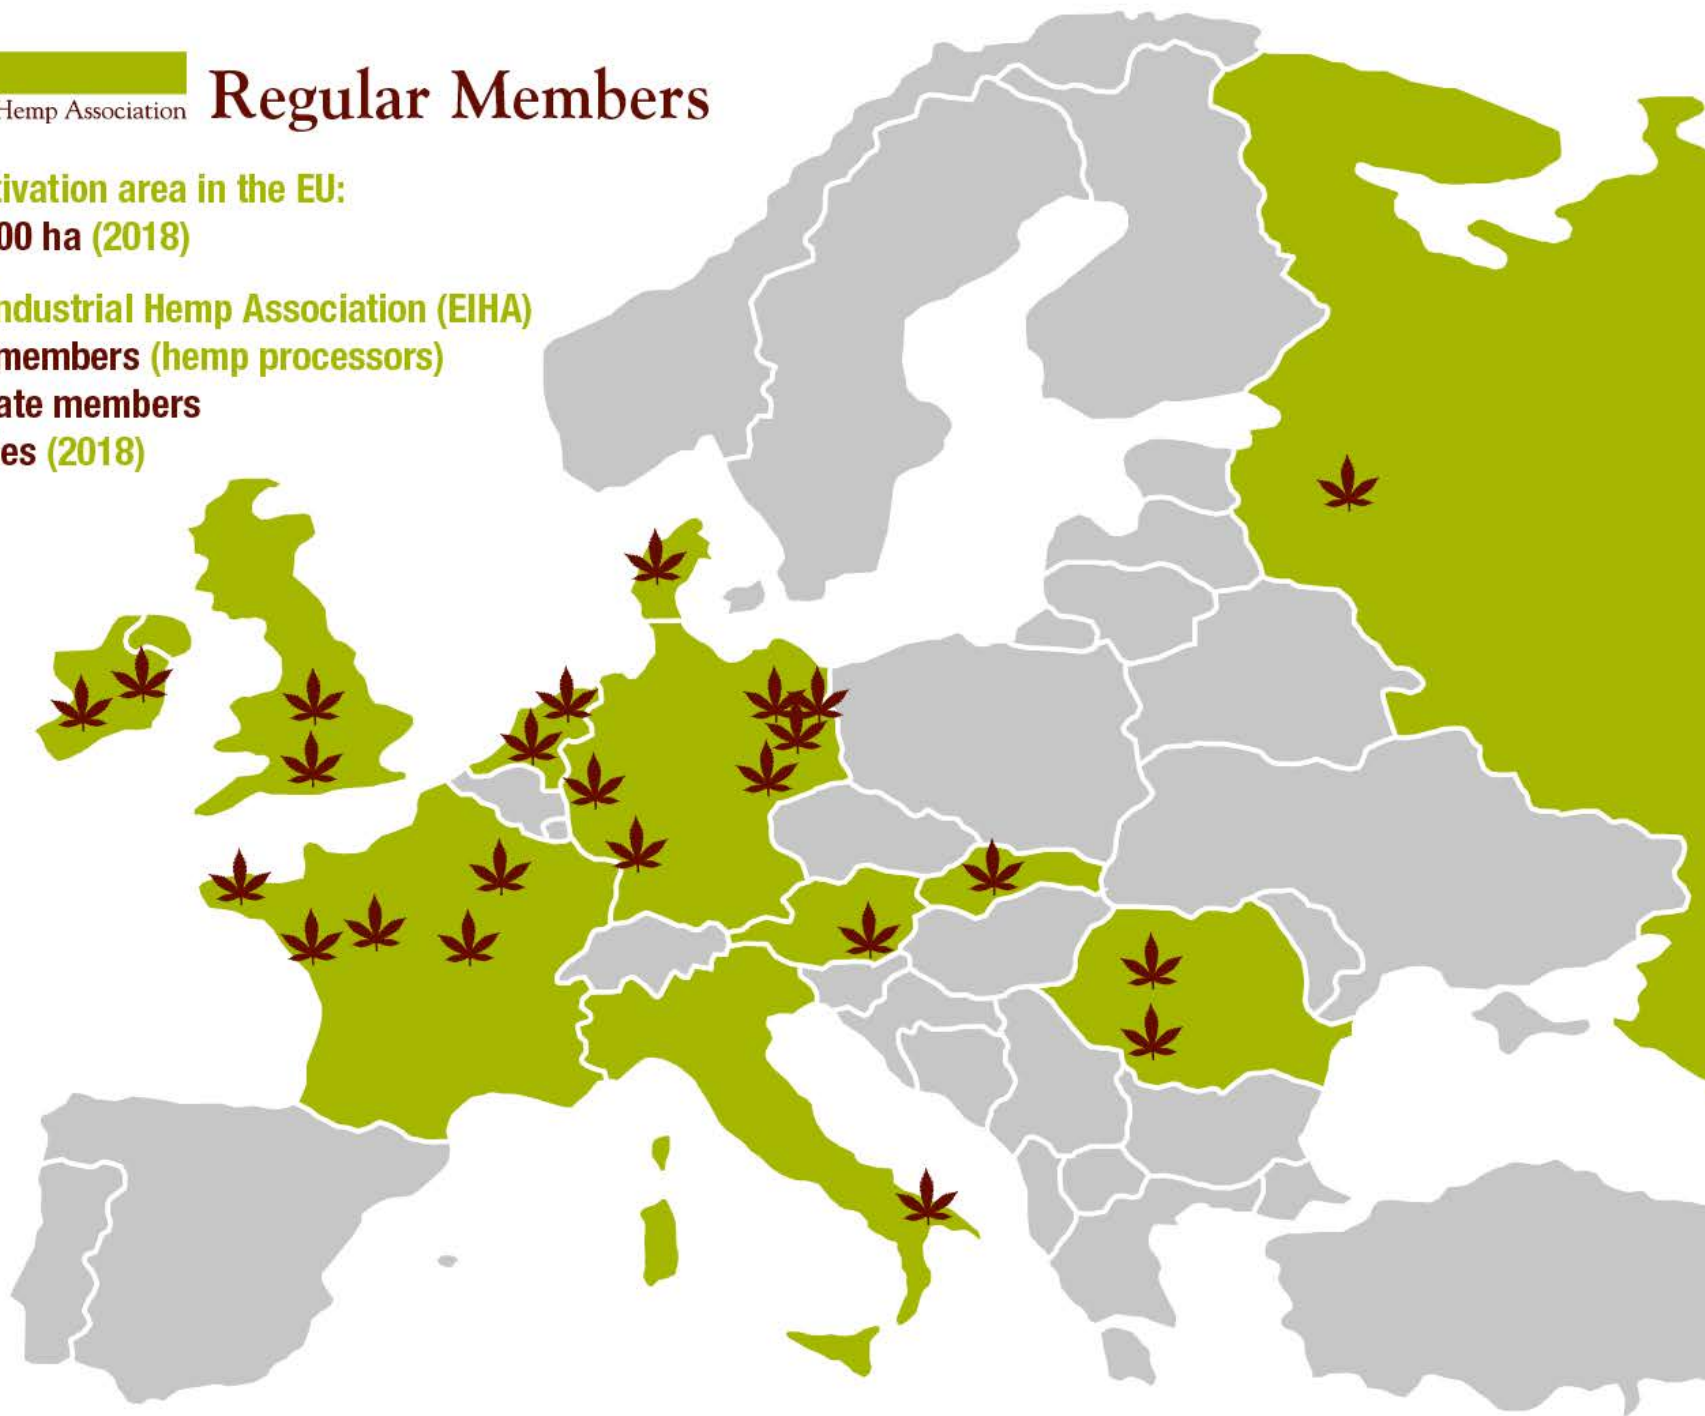 Hemp Association
Regular Members
tivation area in the EU:
00 ha (2018)
ndustrial Hemp Association (EIHA)
members (hemp processors)
ate members
es (2018)